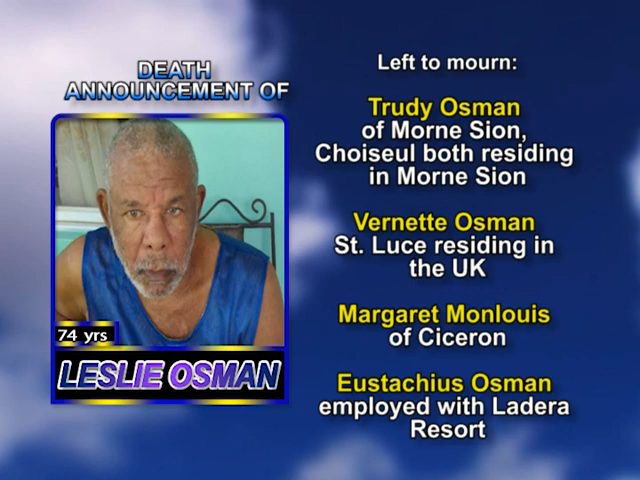 DEATH
ANNOUNCEMENT OF
74 yrs
LESLIE OSMAN
Left to mourn:
Trudy Osman
of Morne Sion,
Choiseul both residing
in Morne Sion
Vernette Osman
St. Luce residing in
the UK
Margaret Monlouis
of Ciceron
Eustachius Osman
employed with Ladera
Resort